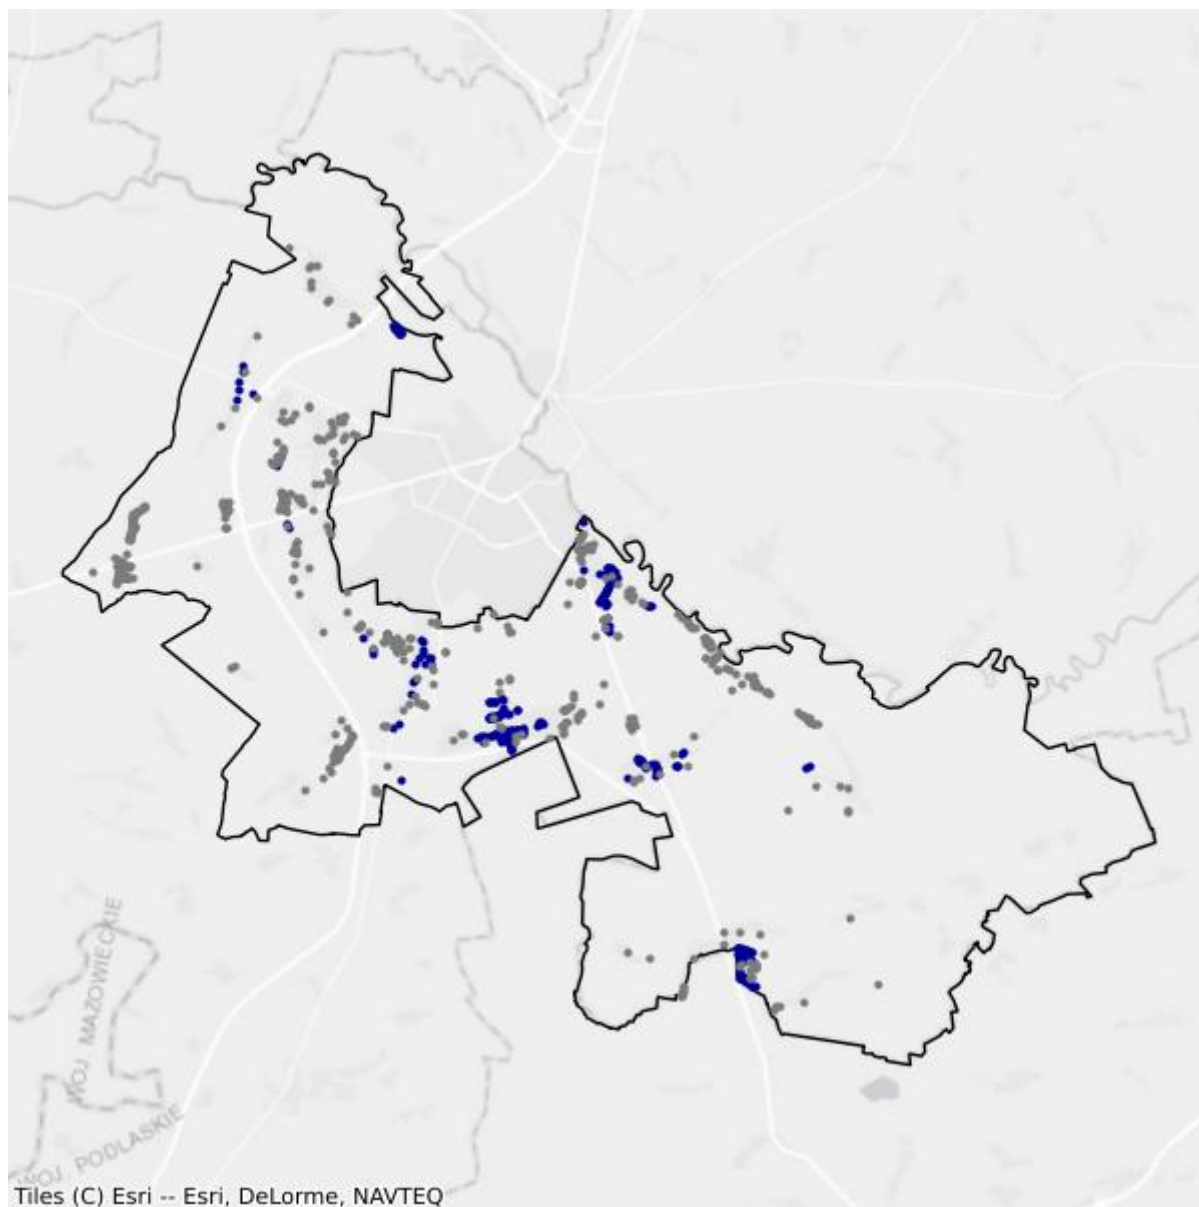 WOJ. MAZOWIECKIE
WOJ. PODLASKIE
Tiles (C) Esri -- Esri, DeLorme, NAVTEQ